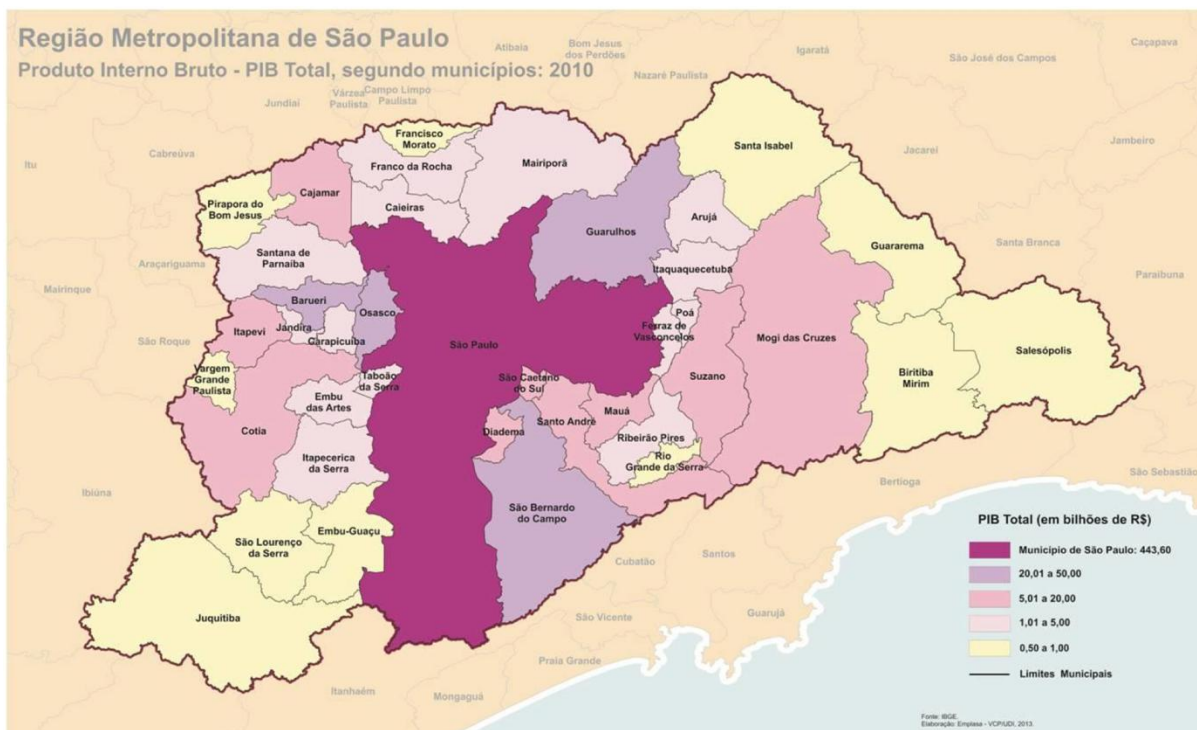 Região Metropolitana de São Paulo
Produto Interno Bruto - PIB Total, segundo municípios: 2010
Atibaia
Bom Jesus
dos Perdões
Igaratá
Caçapava
São José dos Campos
Nazaré Paulista
Várzea
Paulista
Campo Limpo
Paulista
Jundiaí
Itu
Cabreúva
Jacareí
Jambeiro
Francisco
Morato
Franco da Rocha
Mairiporã
Santa Isabel
Cajamar
Pirapora do
Bom Jesus
Caieiras
Arujá
Guarulhos
Guararema
Santa Branca
Santana de
Parnaíba
Araçariguama
Itaquaquecetuba
Paraibuna
Mairinque
Barueri
Osasco
Poá
Jandira
Carapicuíba
Ferraz de
Vasconcelos
Itapevi
São Roque
São Paulo
Mogi das Cruzes
Salesópolis
Vargem
Grande
Paulista
Taboão
da Serra
São Caetano
do Sul
Suzano
Biritiba
Mirim
Embu
das Artes
Mauá
Santo André
Diadema
Cotia
Ribeirão Pires
Itapecerica
da Serra
Rio
Grande da Serra
São Sebastião
Bertioga
Ibiúna
São Bernardo
do Campo
Embu-Guaçu
São Lourenço
da Serra
Cubatão
Santos
Juquitiba
São Vicente
Guarujá
Praia Grande
Itanhaém
Mongaguá
PIB Total (em bilhões de R$)
Município de São Paulo: 443,60
20,01 a 50,00
5,01 a 20,00
1,01 a 5,00
0,50 a 1,00
Limites Municipais
Fonte: IBGE.
Elaboração: Emplasa - VCP/UDI, 2013.